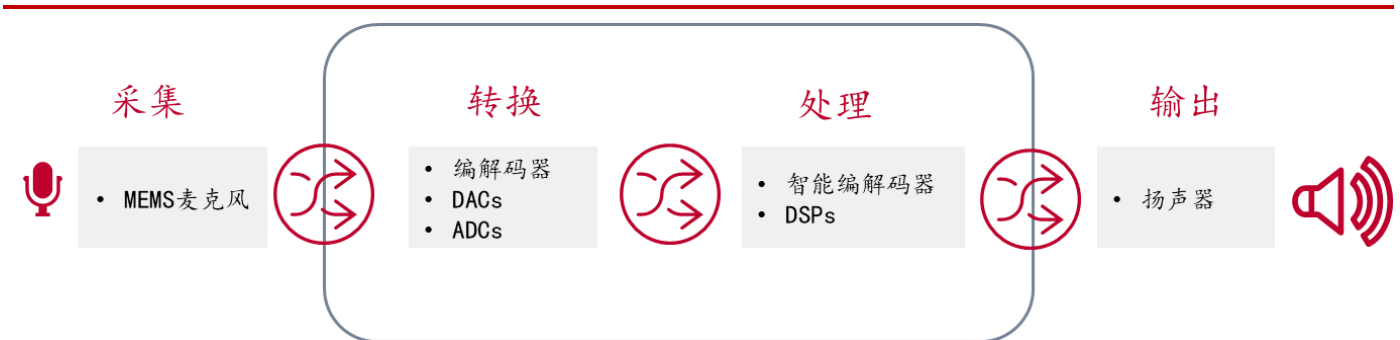 采集
转换
处理
输出
• MEMS麦克风
• 编解码器
• DACs
• ADCs
• 智能编解码器
• DSPs
• 扬声器